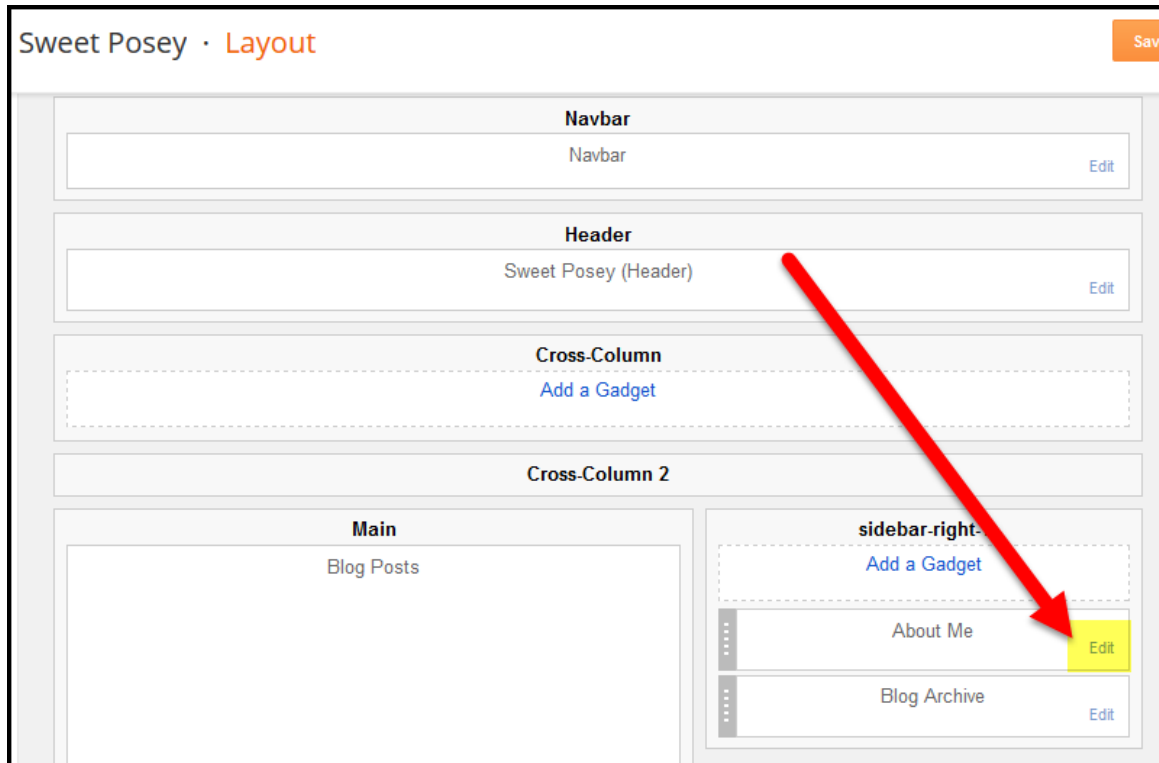 Sweet Posey · Layout
Sav
Navbar
Navbar
Edit
Header
Sweet Posey (Header)
Edit
Cross-Column
Add a Gadget
Cross-Column 2
Main
Blog Posts
sidebar-right-
Add a Gadget
About Me
Edit
Blog Archive
Edit